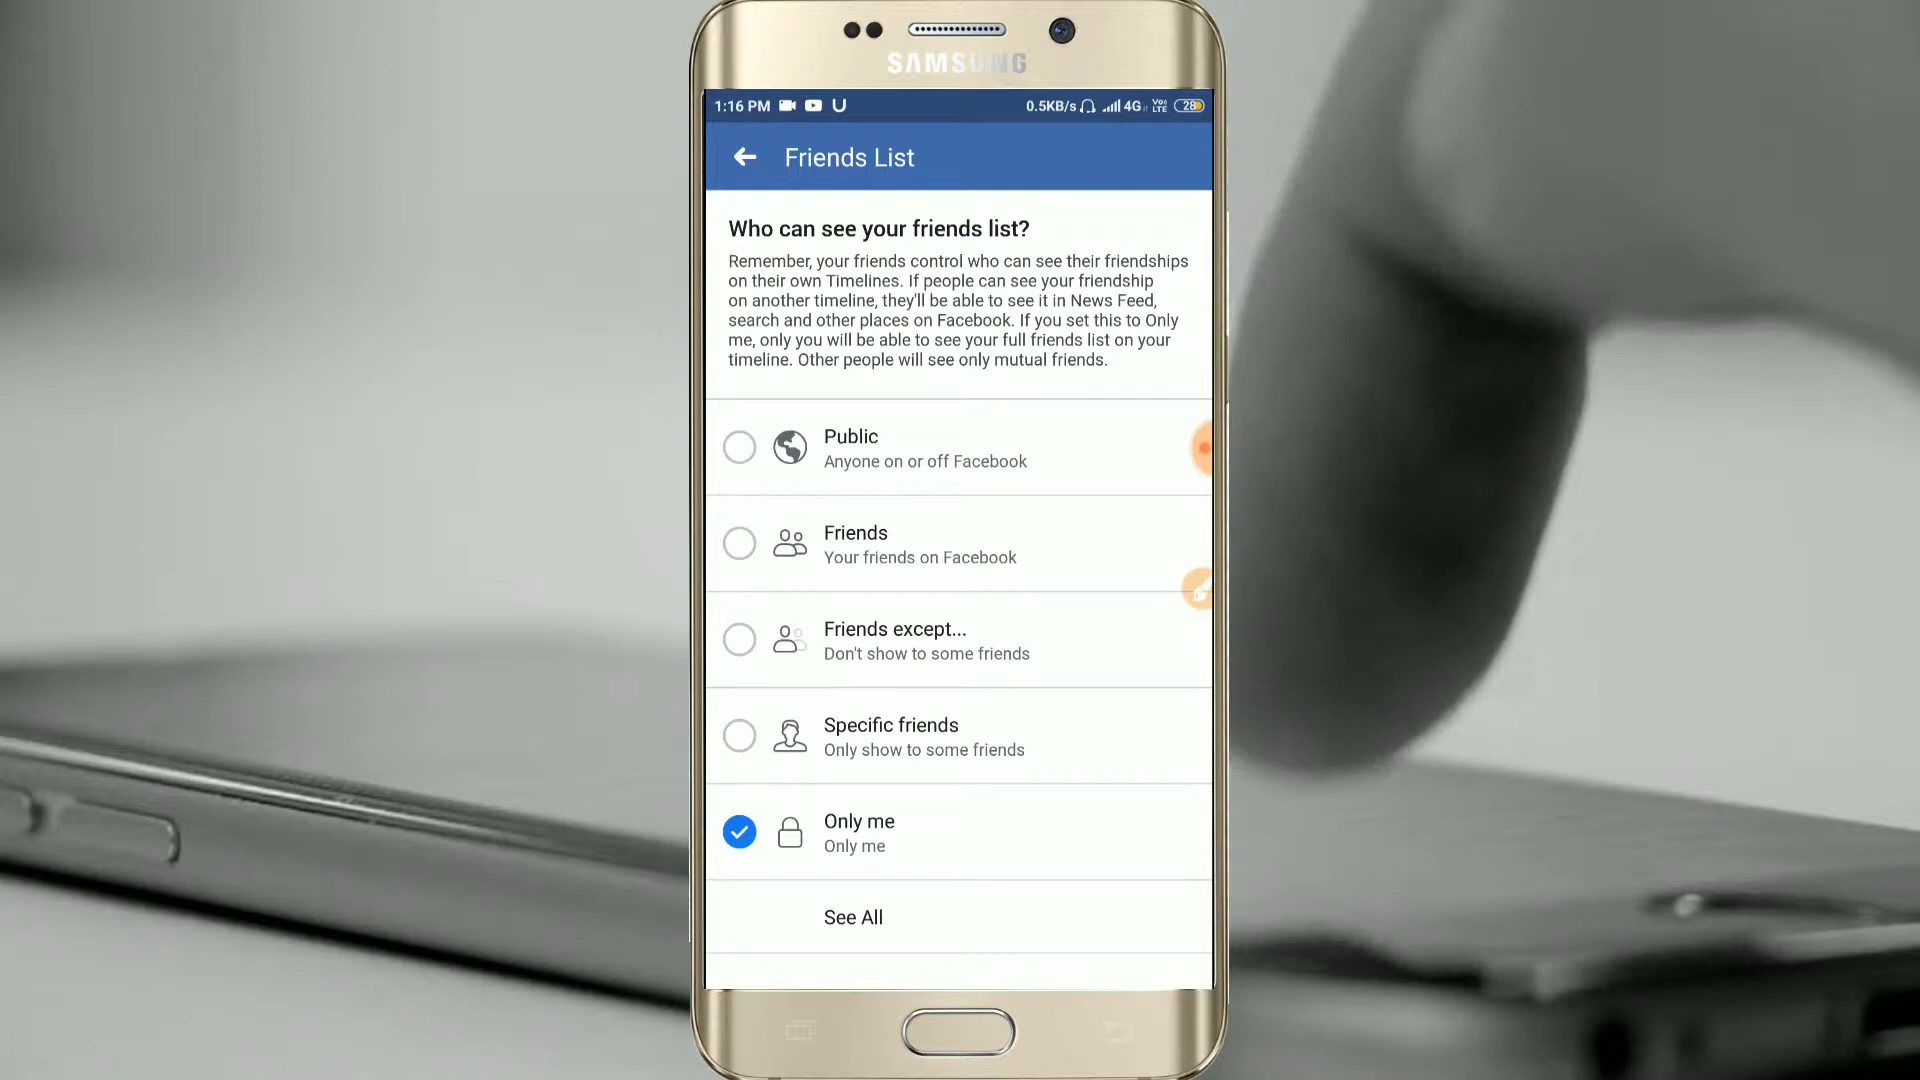 SAMSUNG
1:16 PM 0.5KB/s 4G Vo) LTE 28
Friends List
Who can see your friends list?
Remember, your friends control who can see their friendships
on their own Timelines. If people can see your friendship
on another timeline, they'll be able to see it in News Feed,
search and other places on Facebook. If you set this to Only
me, only you will be able to see your full friends list on your
timeline. Other people will see only mutual friends.
Public
Anyone on or off Facebook
Friends
Your friends on Facebook
Friends except...
Don't show to some friends
Specific friends
Only show to some friends
Only me
Only me
See All